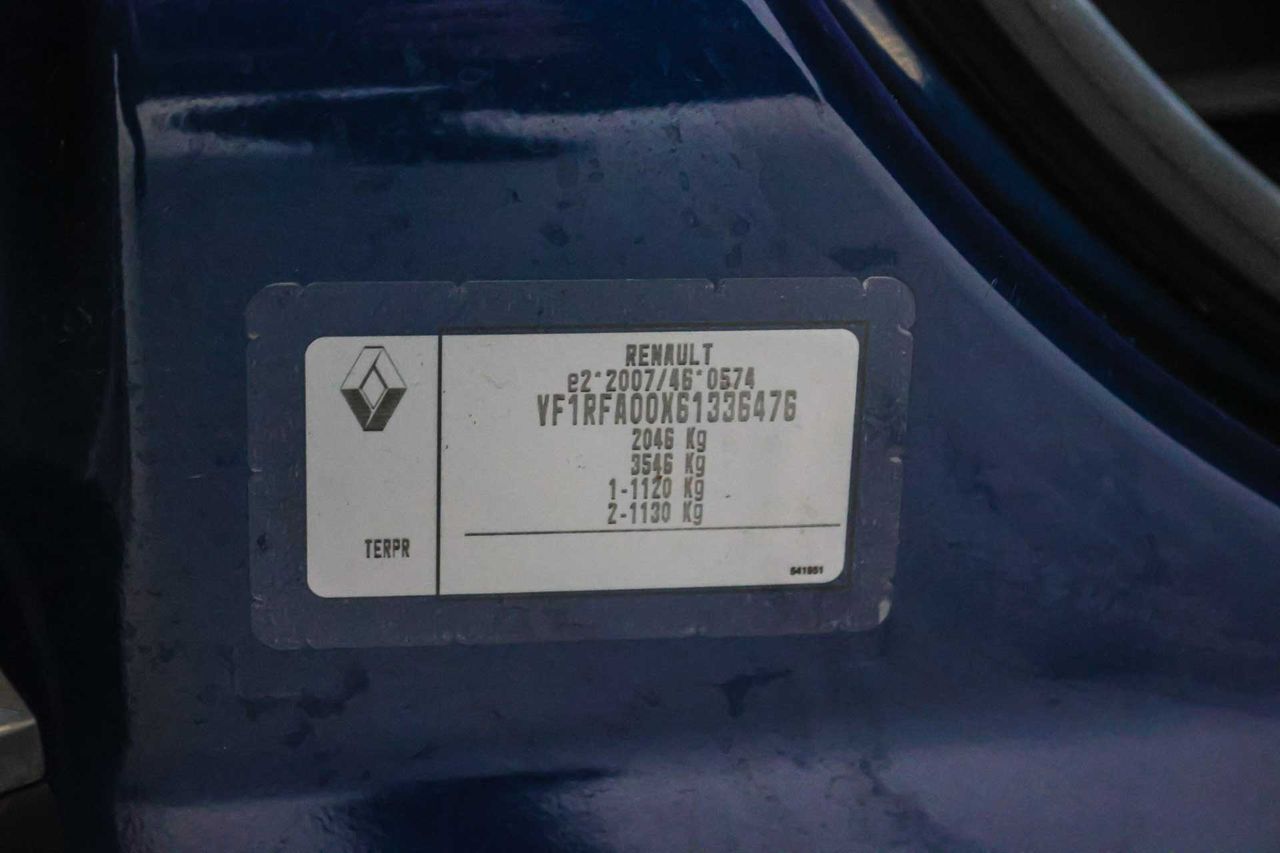 RENAULT
e2*2007/46*0574
VF1RFA00X61336476
2046 Kg
3546 Kg
1-1120 Kg
2-1130 Kg
TERPR
541951